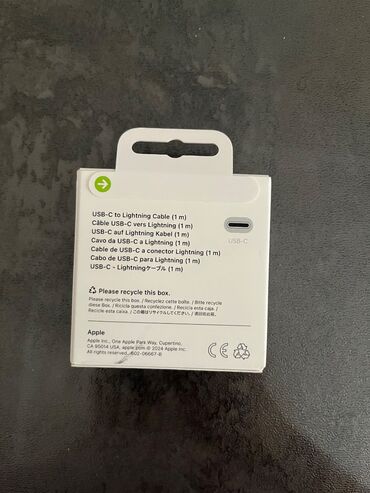 USB-C to Lightning Cable (1 m)
Câble USB-C vers Lightning (1 m)
USB-C auf Lightning Kabel (1 m)
Cavo da USB-C a Lightning (1 m)
Cable de USB-C a conector Lightning (1 m)
Cabo de USB-C para Lightning (1 m)
USB-C - Lightningケーブル (1 m)
USB-C
Please recycle this box.
Please recycle this box. / Recyclez cette boîte. / Bitte recycle
diese Box. / Ricicla questa confezione. / Recicla esta caja. /
Recicle esta caixa. / この箱はリサイクルしてください。/
Apple
Apple Inc., One Apple Park Way, Cupertino,
CA 95014 USA, apple.com © 2024 Apple Inc.
All rights reserved. 602-06667-B
CE